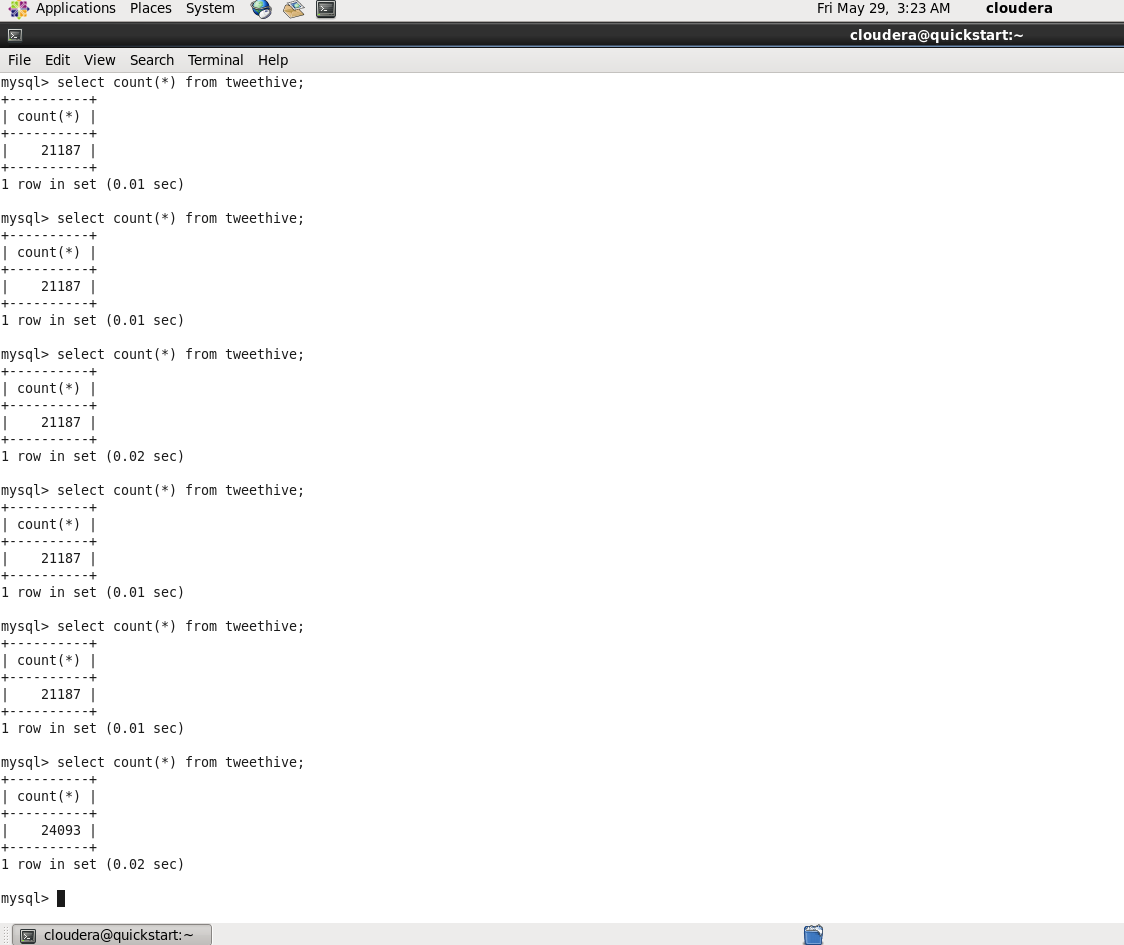 Applications Places System Fri May 29, 3:23 AM cloudera
cloudera@quickstart:~
File Edit View Search Terminal Help
mysql> select count(*) from tweethive;
+----------+
| count(*) |
+----------+
|    21187 |
+----------+
1 row in set (0.01 sec)
mysql> select count(*) from tweethive;
+----------+
| count(*) |
+----------+
|    21187 |
+----------+
1 row in set (0.01 sec)
mysql> select count(*) from tweethive;
+----------+
| count(*) |
+----------+
|    21187 |
+----------+
1 row in set (0.02 sec)
mysql> select count(*) from tweethive;
+----------+
| count(*) |
+----------+
|    21187 |
+----------+
1 row in set (0.01 sec)
mysql> select count(*) from tweethive;
+----------+
| count(*) |
+----------+
|    21187 |
+----------+
1 row in set (0.01 sec)
mysql> select count(*) from tweethive;
+----------+
| count(*) |
+----------+
|    24093 |
+----------+
1 row in set (0.02 sec)
mysql>
cloudera@quickstart:~